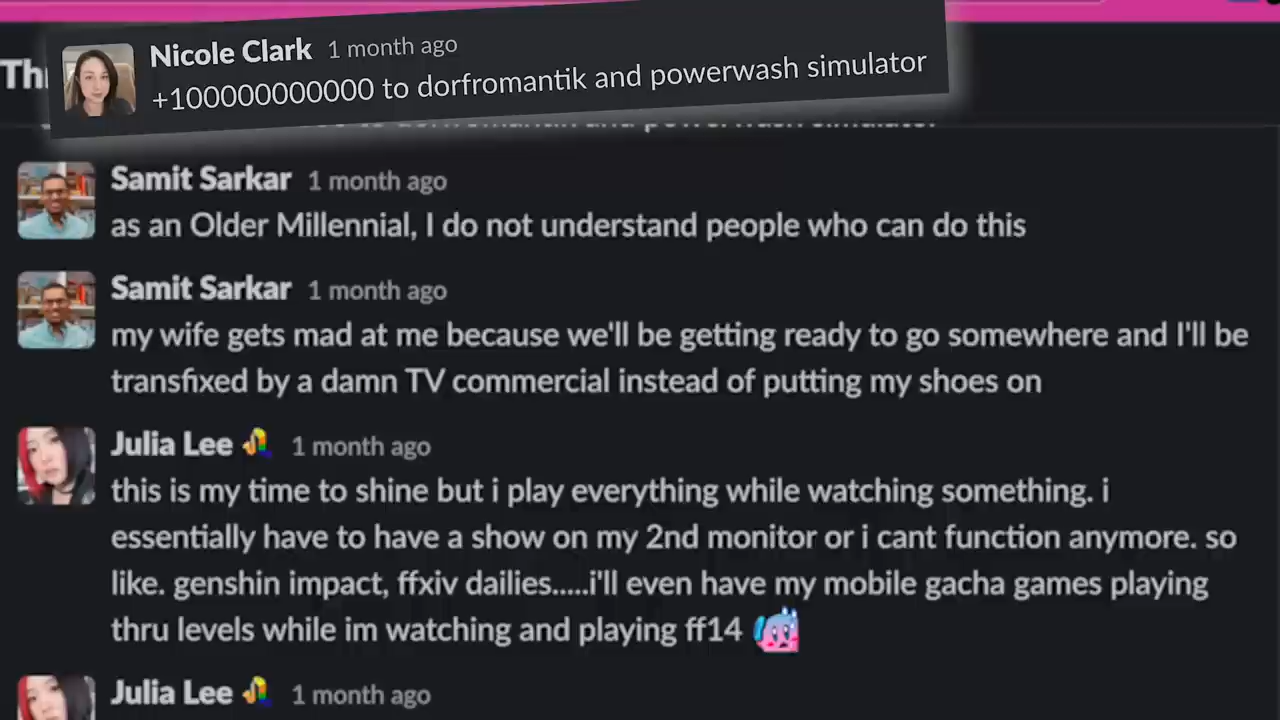 Nicole Clark 1 month ago
+100000000000 to dorfromantik and powerwash simulator
Samit Sarkar 1 month ago
as an Older Millennial, I do not understand people who can do this
Samit Sarkar 1 month ago
my wife gets mad at me because we'll be getting ready to go somewhere and I'll be
transfixed by a damn TV commercial instead of putting my shoes on
Julia Lee 1 month ago
this is my time to shine but i play everything while watching something. i
essentially have to have a show on my 2nd monitor or i cant function anymore. so
like. genshin impact, ffxiv dailies.....i'll even have my mobile gacha games playing
thru levels while im watching and playing ff14
Julia Lee 1 month ago